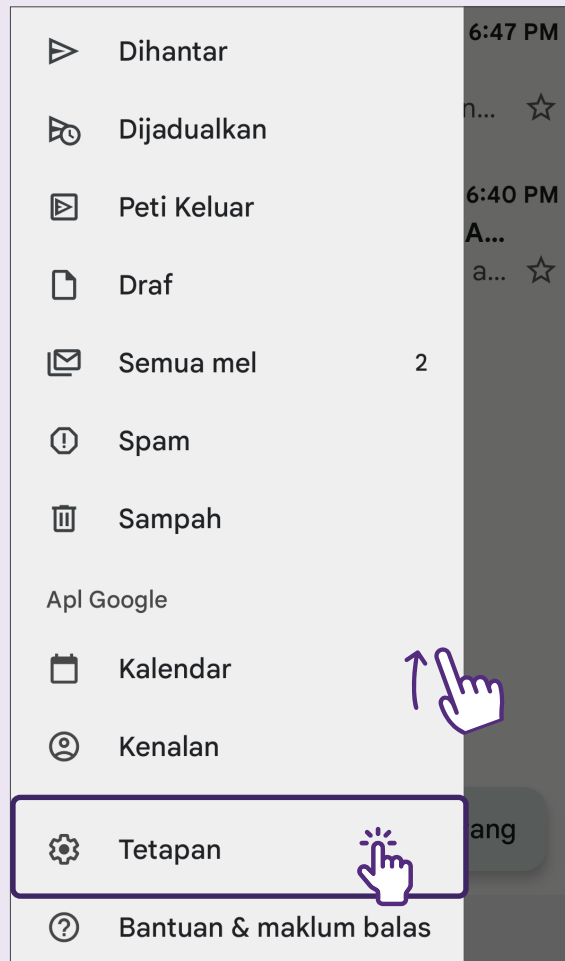 6:47 PM
Dihantar
n...
Dijadualkan
6:40 PM
Peti Keluar
A...
a...
Draf
Semua mel 2
Spam
Sampah
Apl Google
Kalendar
Kenalan
ang
Tetapan
Bantuan & maklum balas